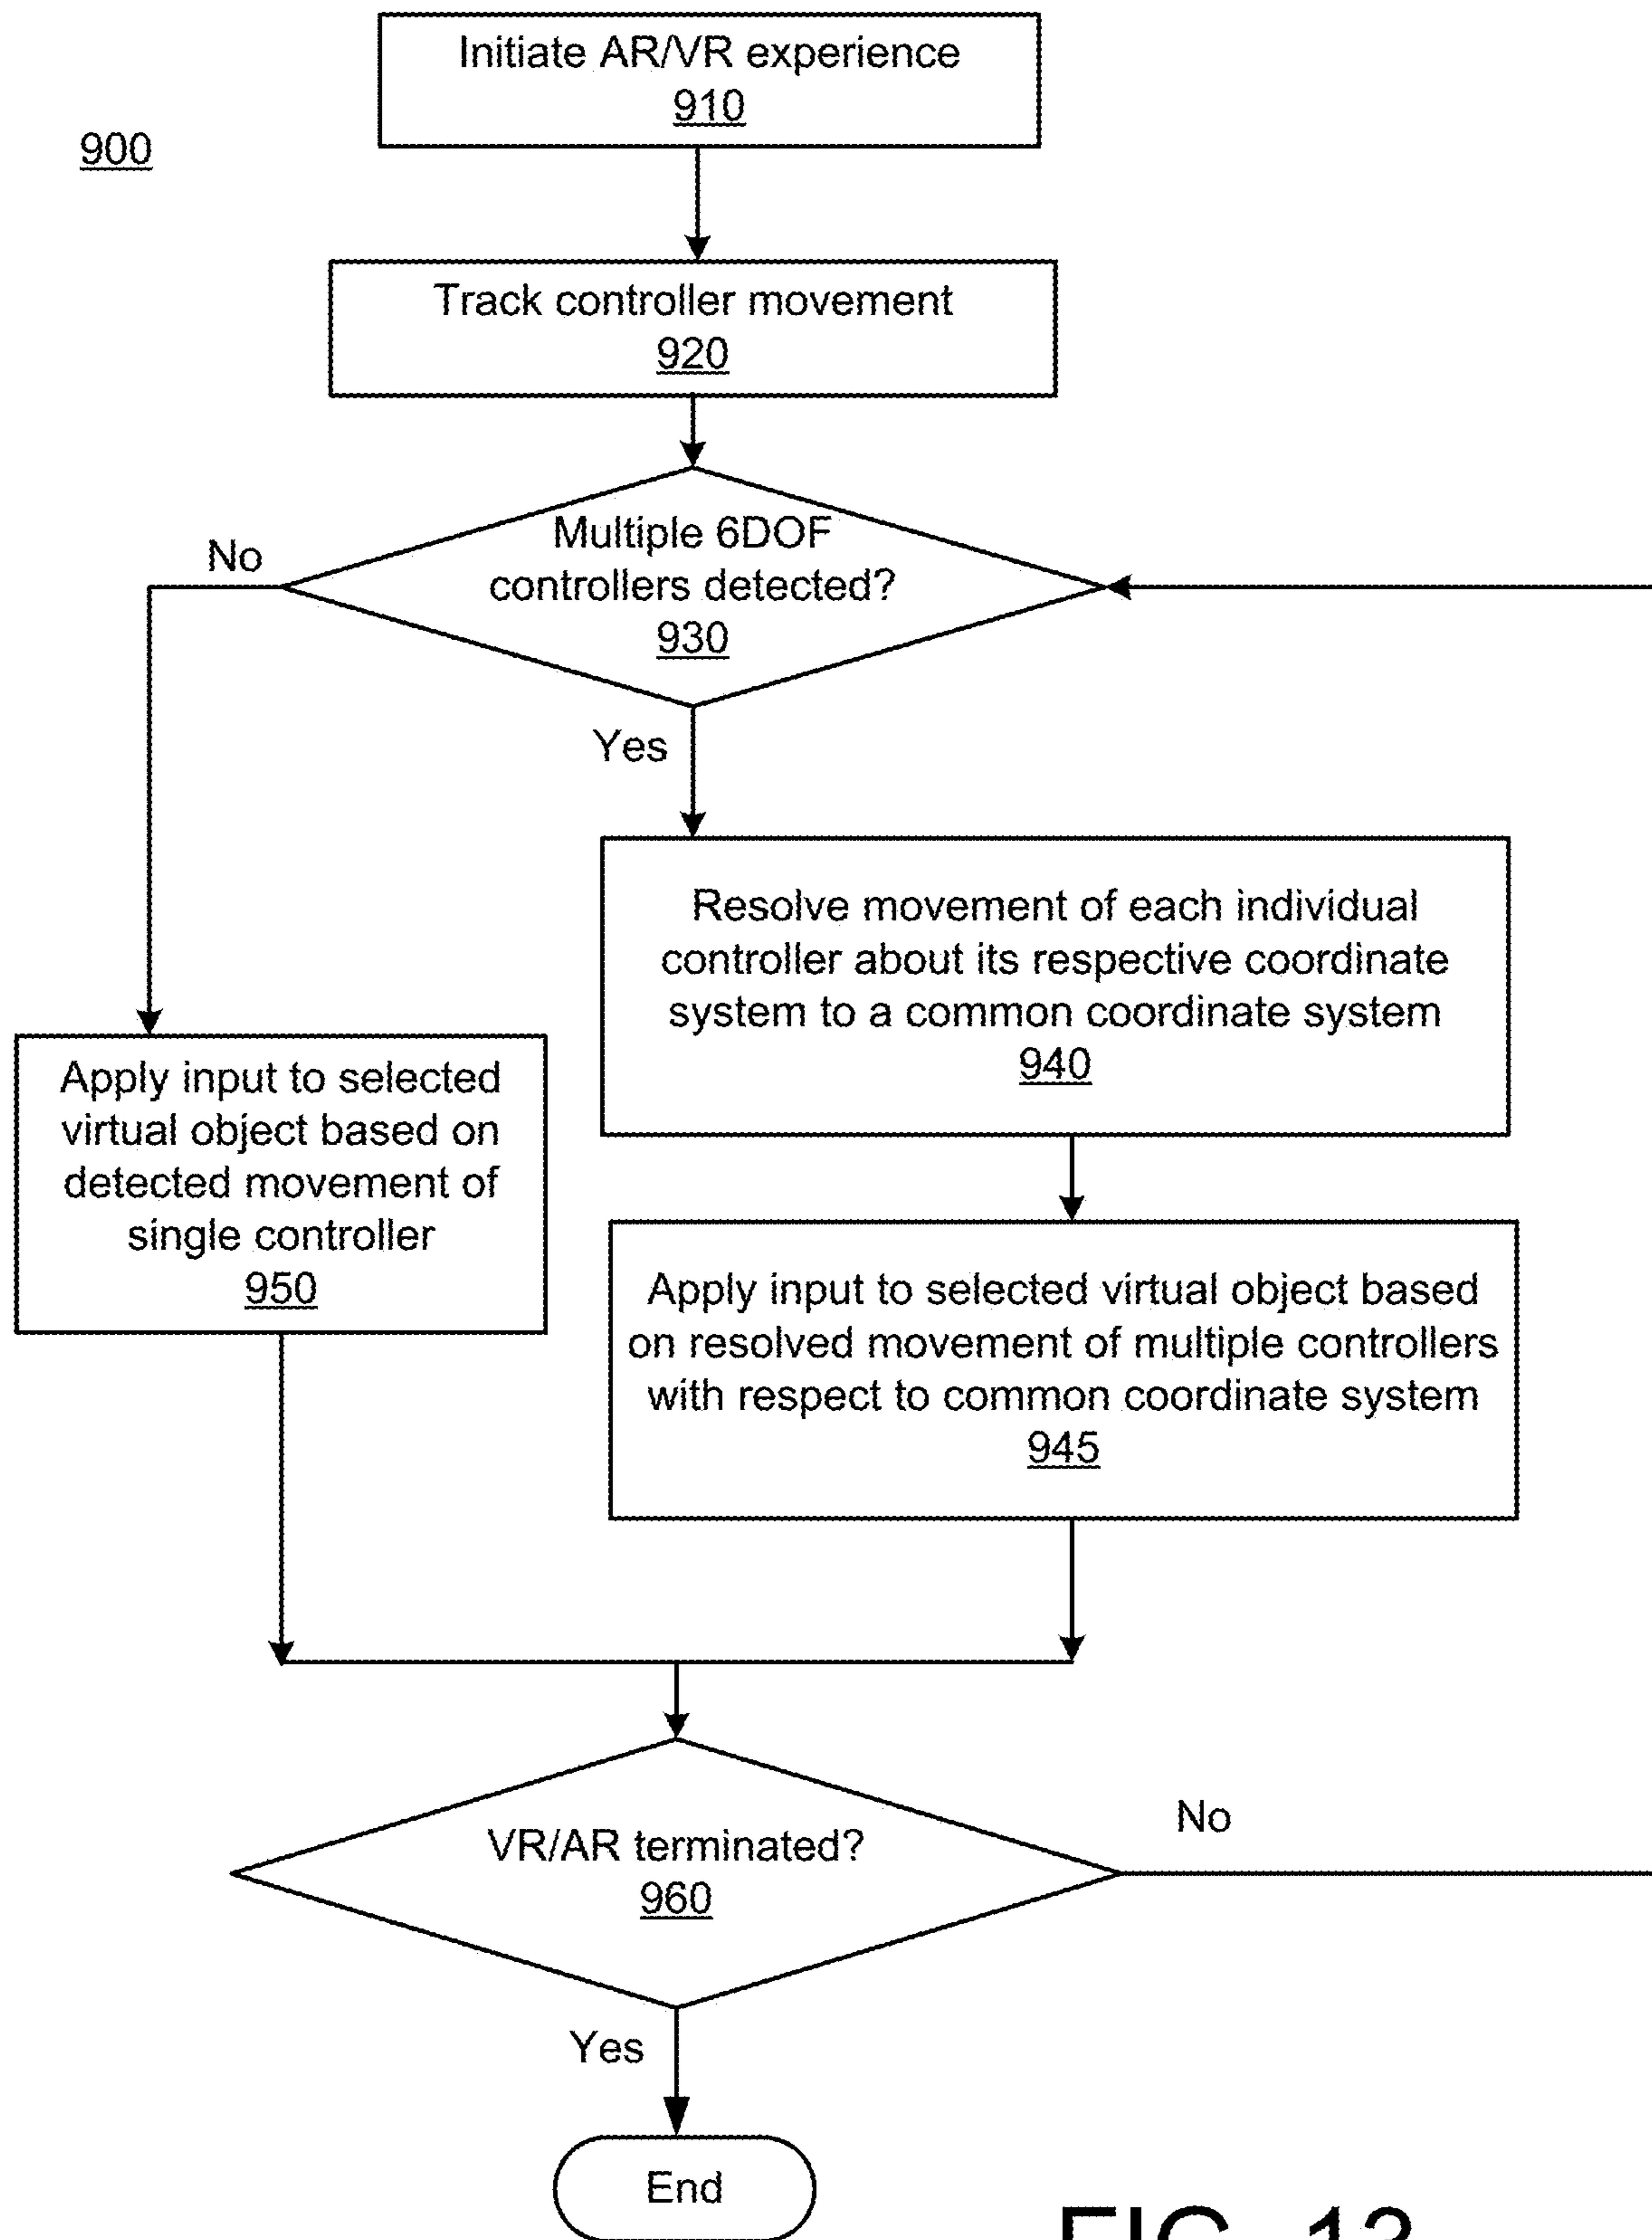 Initiate AR/VR experience
910
900
Track controller movement
920
No
Multiple 6DOF
controllers detected?
930
Yes
Resolve movement of each individual
controller about its respective coordinate
system to a common coordinate system
940
Apply input to selected
virtual object based on
detected movement of
single controller
950
Apply input to selected virtual object based
on resolved movement of multiple controllers
with respect to common coordinate system
945
VR/AR terminated?
960
No
Yes
End
FIG.